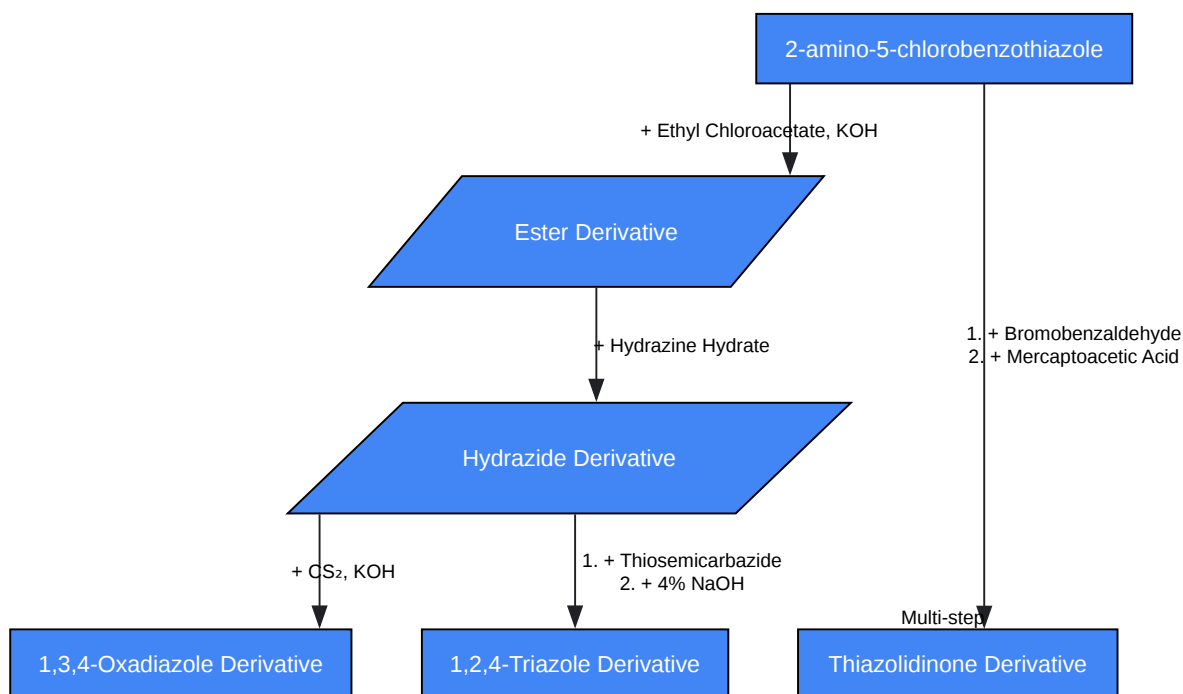 2-amino-5-chlorobenzothiazole
+ Ethyl Chloroacetate, KOH
Ester Derivative
+ Hydrazine Hydrate
1. + Bromobenzaldehyde
2. + Mercaptoacetic Acid
Hydrazide Derivative
+ CS₂, KOH
1. + Thiosemicarbazide
2. + 4% NaOH
Multi-step
1,3,4-Oxadiazole Derivative
1,2,4-Triazole Derivative
Thiazolidinone Derivative